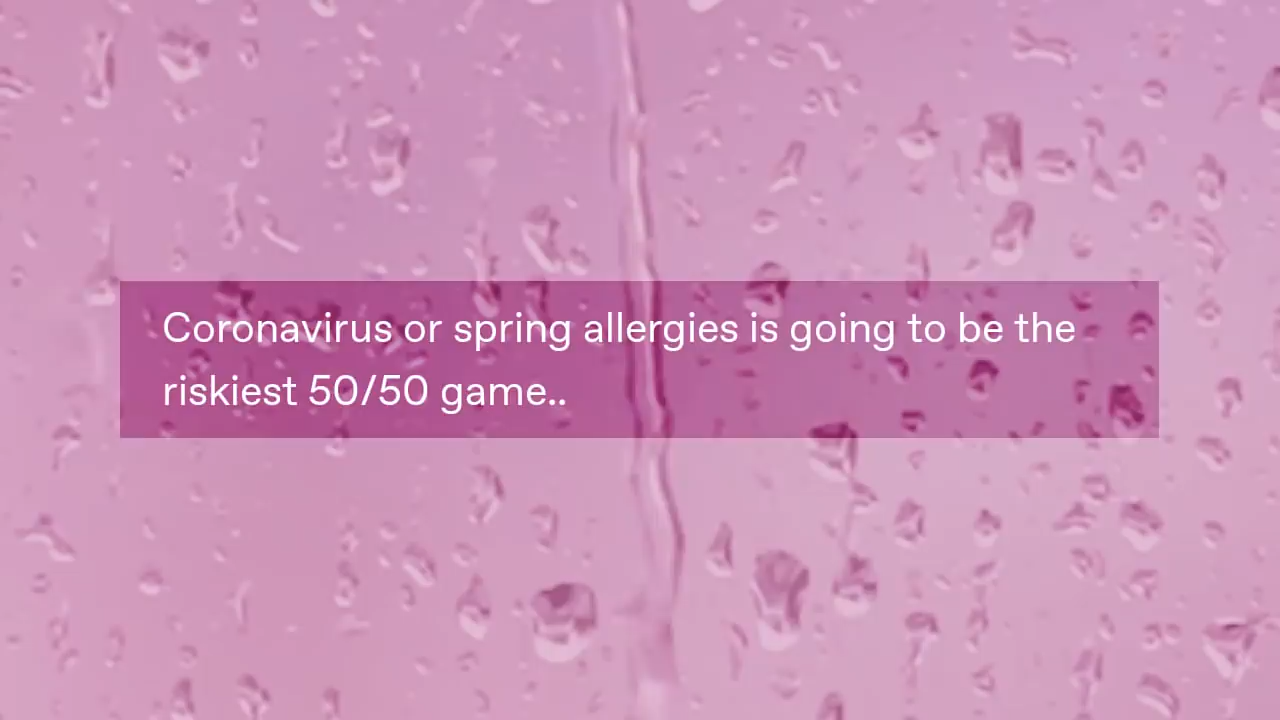 Coronavirus or spring allergies is going to be the
riskiest 50/50 game..